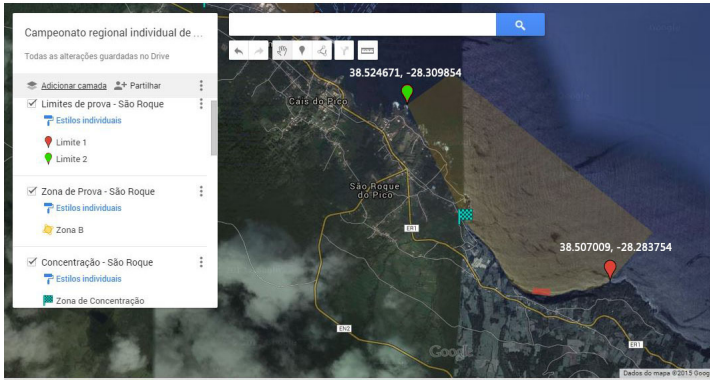 Campeonato regional individual de ...
Todas as alterações guardadas no Drive
Adicionar camada Partilhar
Limites de prova - São Roque
Estilos individuais
Limite 1
Limite 2
Zona de Prova - São Roque
Estilos individuais
Zona B
Concentração - São Roque
Estilos individuais
Zona de Concentração
38.524671, -28.309854
Cais do Pico
São Roque
do Pico
ER1
38.507009, -28.283754
EN2
ER1
Google
Dados do mapa ©2015 Goog